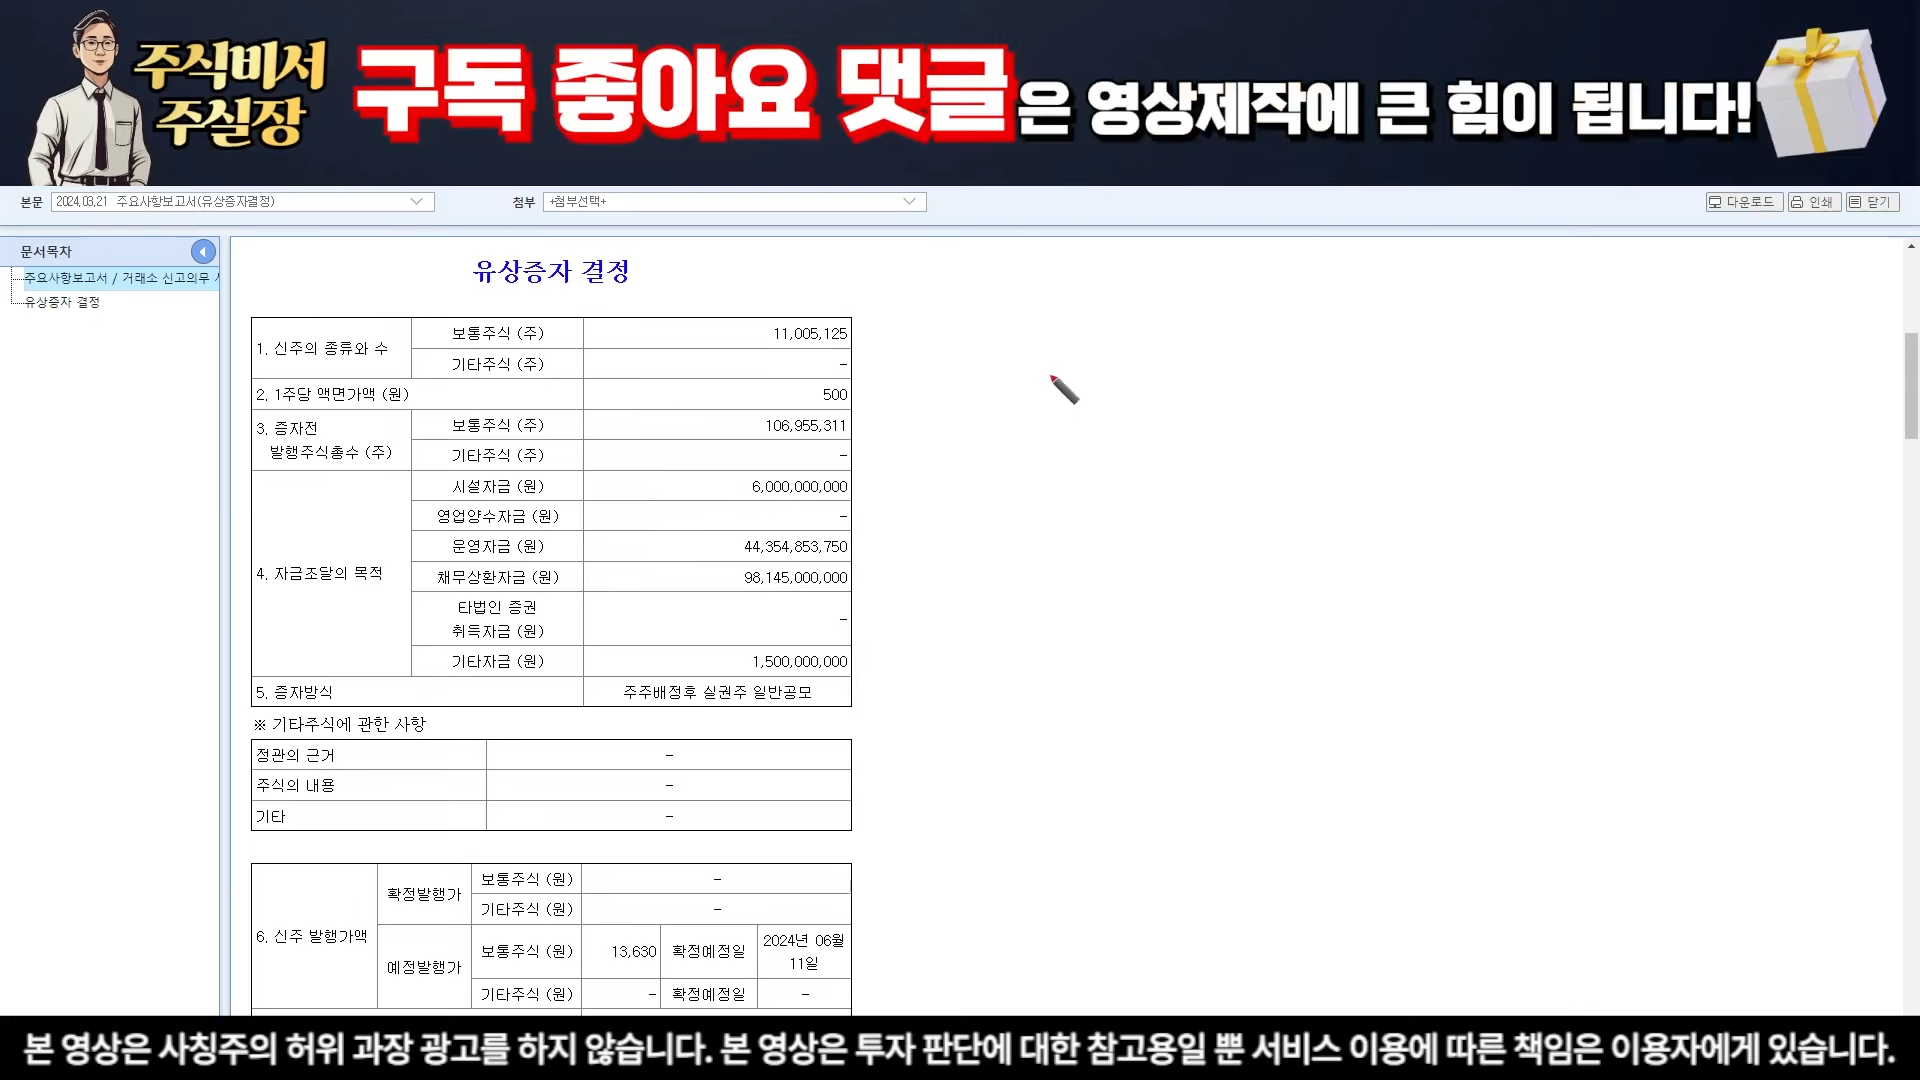 주식비서
주실장
구독 좋아요 댓글은 영상제작에 큰 힘이 됩니다!
본문 2024.03.21 주요사항보고서(유상증자결정) 첨부 +첨부선택+ 다운로드 인쇄 닫기
문서목차
주요사항보고서 / 거래소 신고의무
유상증자 결정
유상증자 결정
1. 신주의 종류와 수 보통주식 (주) 11,005,125
기타주식 (주) -
2. 1주당 액면가액 (원) 500
3. 증자전
발행주식총수 (주) 보통주식 (주) 106,955,311
기타주식 (주) -
4. 자금조달의 목적 시설자금 (원) 6,000,000,000
영업양수자금 (원) -
운영자금 (원) 44,354,853,750
채무상환자금 (원) 98,145,000,000
타법인 증권
취득자금 (원) -
기타자금 (원) 1,500,000,000
5. 증자방식 주주배정후 실권주 일반공모
※ 기타주식에 관한 사항
정관의 근거 -
주식의 내용 -
기타 -
6. 신주 발행가액 확정발행가 보통주식 (원) -
기타주식 (원) -
예정발행가 보통주식 (원) 13,630 확정예정일 2024년 06월
11일
기타주식 (원) - 확정예정일 -
본 영상은 사칭주의 허위 과장 광고를 하지 않습니다. 본 영상은 투자 판단에 대한 참고용일 뿐 서비스 이용에 따른 책임은 이용자에게 있습니다.